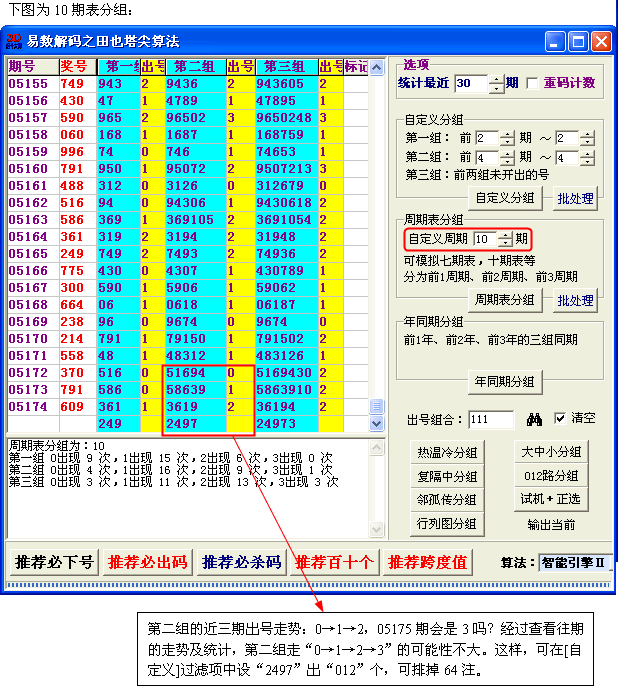 下图为10期表分组:
易数解码之田也塔尖算法
期号 奖号 第一组 出号 第二组 出号 第三组 出号 标记
05155 749 943 2 9436 2 943605 2
05156 430 47 1 4789 1 47895 1
05157 590 965 2 96502 3 9650248 3
05158 060 168 1 1687 1 168759 1
05159 996 74 0 746 1 74653 1
05160 791 950 1 95072 2 9507213 3
05161 488 312 0 3126 0 312679 0
05162 516 94 0 94306 1 9430618 2
05163 586 369 1 369105 2 3691054 2
05164 361 319 2 3194 2 31948 2
05165 249 749 2 7493 2 74936 2
05166 775 430 0 4307 1 430789 1
05167 300 590 1 5906 1 59062 1
05168 664 06 1 0618 1 06187 1
05169 238 96 0 9674 0 9674 0
05170 214 791 1 79150 1 791502 2
05171 558 48 1 48312 1 483126 1
05172 370 516 0 51694 0 5169430 2
05173 791 586 0 58639 1 5863910 2
05174 609 361 1 3619 2 36194 2
249 2497 24973
周期表分组为:10
第一组 0出现 9 次,1出现 15 次,2出现 6 次,3出现 0 次
第二组 0出现 4 次,1出现 16 次,2出现 9 次,3出现 1 次
第三组 0出现 3 次,1出现 11 次,2出现 13 次,3出现 3 次
选项
统计最近 30 期 重码计数
自定义分组
第一组: 前 2 期 ~ 2
第二组: 前 4 期 ~ 4
第三组:前两组未开出的号
自定义分组 批处理
周期表分组
自定义周期 10 期
可模拟七期表,十期表等
分为前1周期、前2周期、前3周期
周期表分组 批处理
年同期分组
前1年、前2年、前3年的三组同期
年同期分组
出号组合: 111 清空
热温冷分组 大中小分组
复隔中分组 012路分组
邻孤传分组 试机+正选
行列图分组 输出当前
推荐必下号 推荐必出码 推荐必杀码 推荐百十个 推荐跨度值 算法: 智能引擎Ⅱ
第二组的近三期出号走势:0→1→2,05175期会是3吗?经过查看往期
的走势及统计,第二组走“0→1→2→3”的可能性不大。这样,可在[自
定义]过滤项中设“2497”出“012”个,可排掉64注。